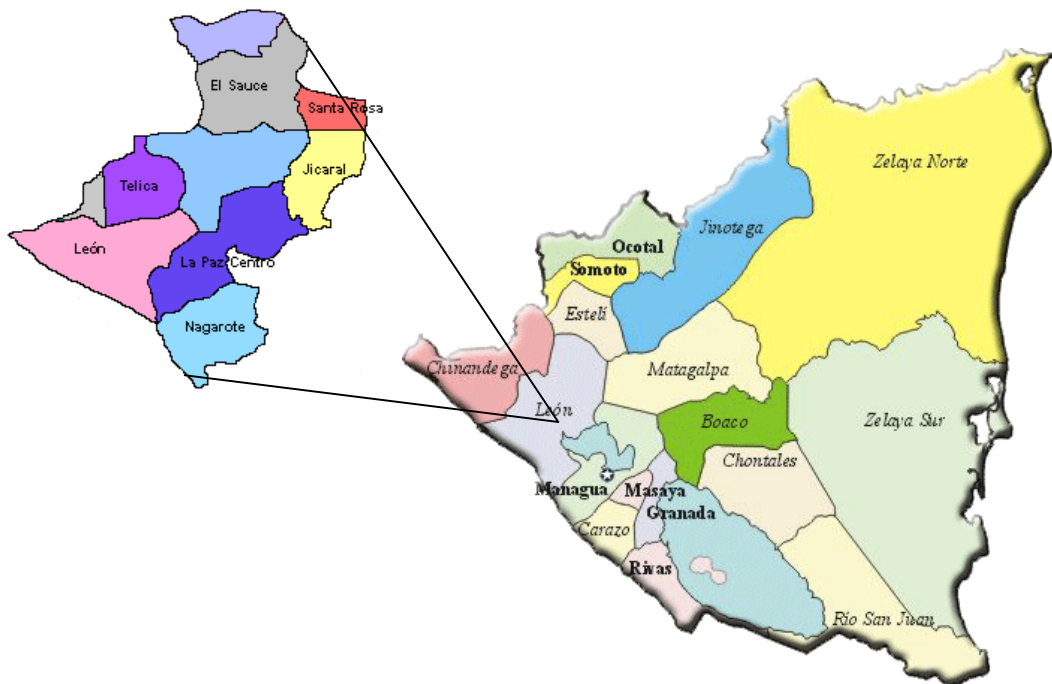 El Sauce
Santa Rosa
Jicaral
Telica
León
La Paz Centro
Nagarote
Zelaya Norte
Jinotega
Ocotal
Somoto
Estelí
Chinandega
Matagalpa
León
Boaco
Zelaya Sur
Chontales
Managua
Masaya
Granada
Carazo
Rivas
Río San Juan